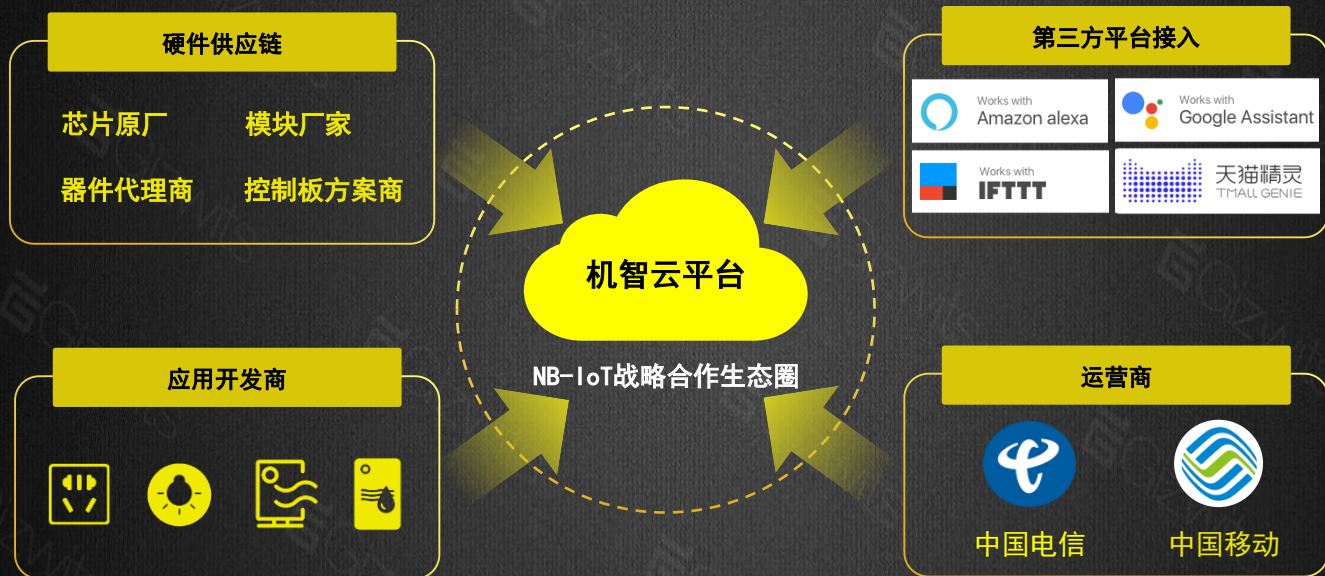 硬件供应链
芯片原厂 模块厂家
器件代理商 控制板方案商
第三方平台接入
Works with
Amazon alexa
Works with
Google Assistant
Works with
IFTTT
天猫精灵
TMALL GENIE
机智云平台
NB-IoT战略合作生态圈
应用开发商
运营商
中国电信
中国移动
Gizwits